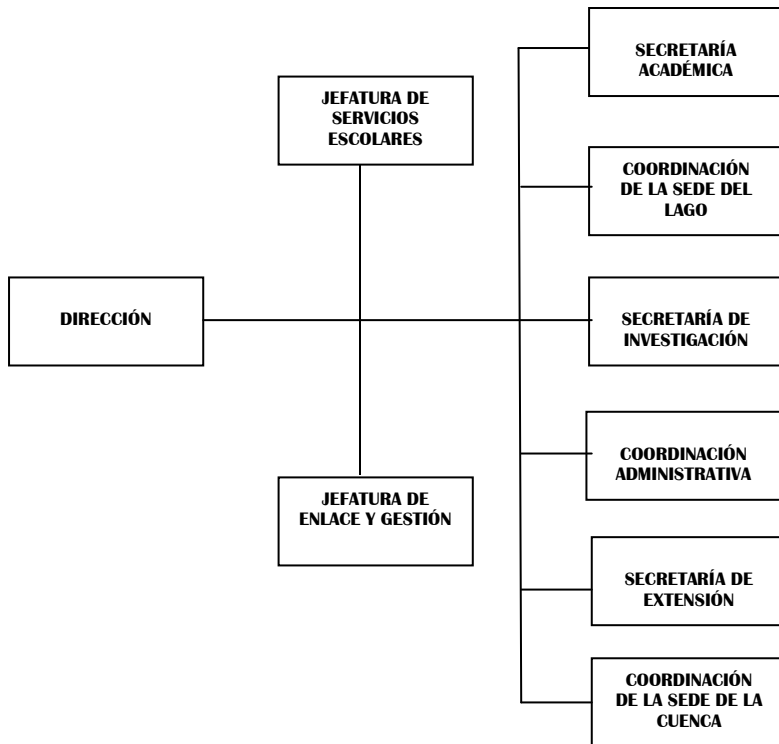 SECRETARÍA
ACADÉMICA
JEFATURA DE
SERVICIOS
ESCOLARES
COORDINACIÓN
DE LA SEDE DEL
LAGO
DIRECCIÓN
SECRETARÍA DE
INVESTIGACIÓN
COORDINACIÓN
ADMINISTRATIVA
JEFATURA DE
ENLACE Y GESTIÓN
SECRETARÍA DE
EXTENSIÓN
COORDINACIÓN
DE LA SEDE DE LA
CUENCA